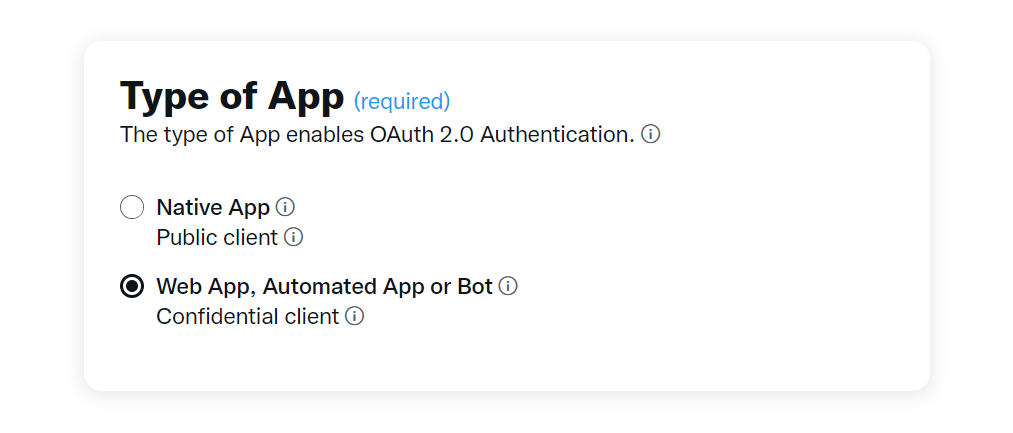 Type of App (required)
The type of App enables OAuth 2.0 Authentication.
Native App
Public client
Web App, Automated App or Bot
Confidential client